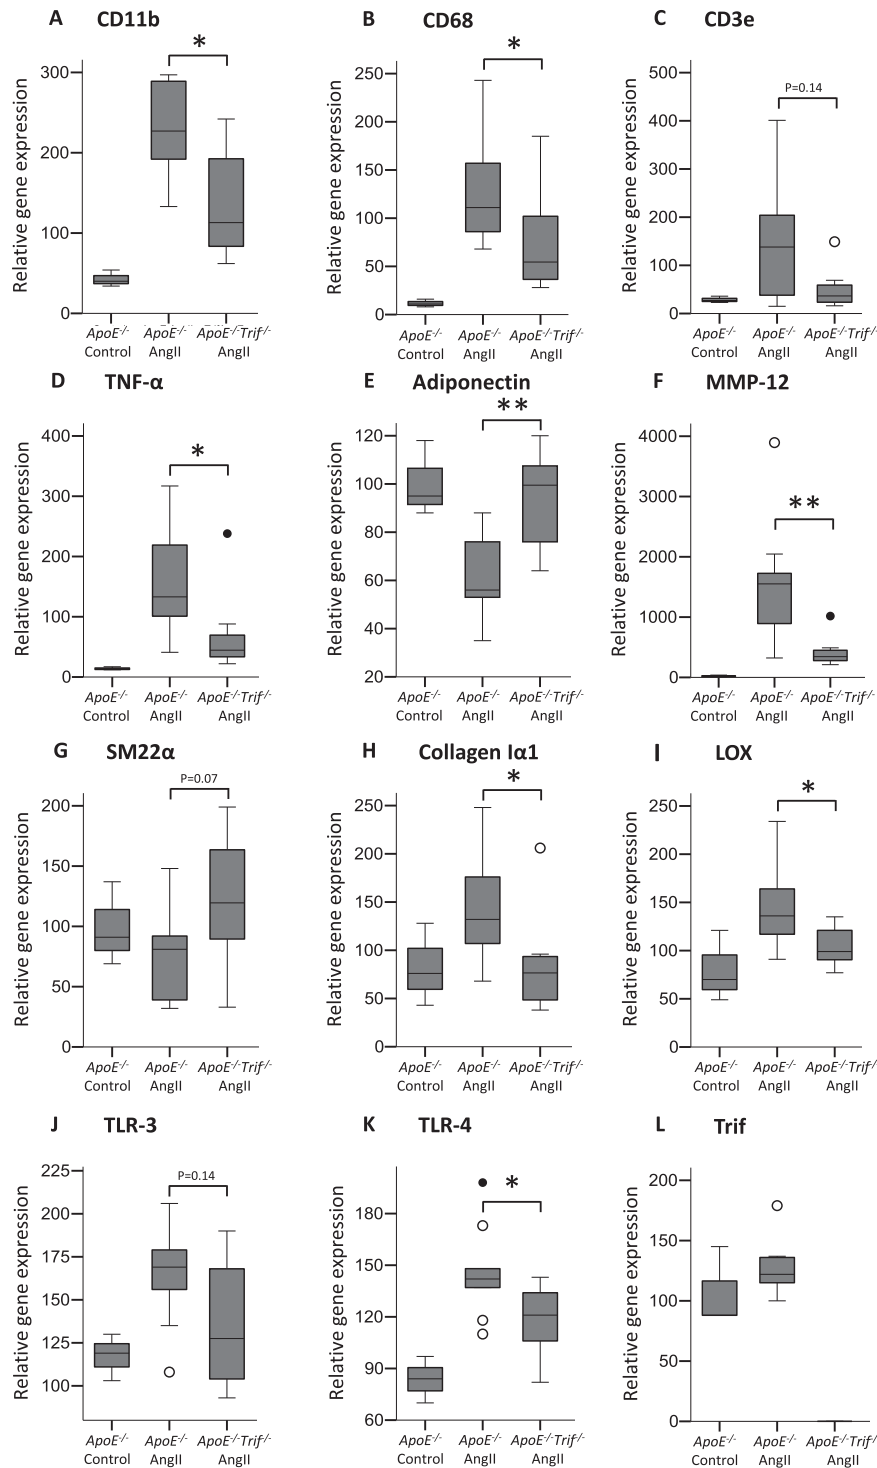 A CD11b
*
Relative gene expression
300
200
100
0
ApoE-/- ApoE-/- ApoE-/-Trif-/-
Control AngII AngII
B CD68
*
Relative gene expression
250
200
150
100
50
0
ApoE-/- ApoE-/- ApoE-/-Trif-/-
Control AngII AngII
C CD3e
P=0.14
Relative gene expression
500
400
300
200
100
0
ApoE-/- ApoE-/- ApoE-/-Trif-/-
Control AngII AngII
D TNF-α
*
Relative gene expression
400
300
200
100
0
ApoE-/- ApoE-/- ApoE-/-Trif-/-
Control AngII AngII
E Adiponectin
**
Relative gene expression
120
100
80
60
40
20
ApoE-/- ApoE-/- ApoE-/-Trif-/-
Control AngII AngII
F MMP-12
**
Relative gene expression
4000
3000
2000
1000
0
ApoE-/- ApoE-/- ApoE-/-Trif-/-
Control AngII AngII
G SM22α
P=0.07
Relative gene expression
200
150
100
50
0
ApoE-/- ApoE-/- ApoE-/-Trif-/-
Control AngII AngII
H Collagen Iα1
*
Relative gene expression
250
200
150
100
50
0
ApoE-/- ApoE-/- ApoE-/-Trif-/-
Control AngII AngII
I LOX
*
Relative gene expression
250
200
150
100
50
0
ApoE-/- ApoE-/- ApoE-/-Trif-/-
Control AngII AngII
J TLR-3
P=0.14
Relative gene expression
225
200
175
150
125
100
ApoE-/- ApoE-/- ApoE-/-Trif-/-
Control AngII AngII
K TLR-4
*
Relative gene expression
180
150
120
90
60
ApoE-/- ApoE-/- ApoE-/-Trif-/-
Control AngII AngII
L Trif
Relative gene expression
200
150
100
50
0
ApoE-/- ApoE-/- ApoE-/-Trif-/-
Control AngII AngII